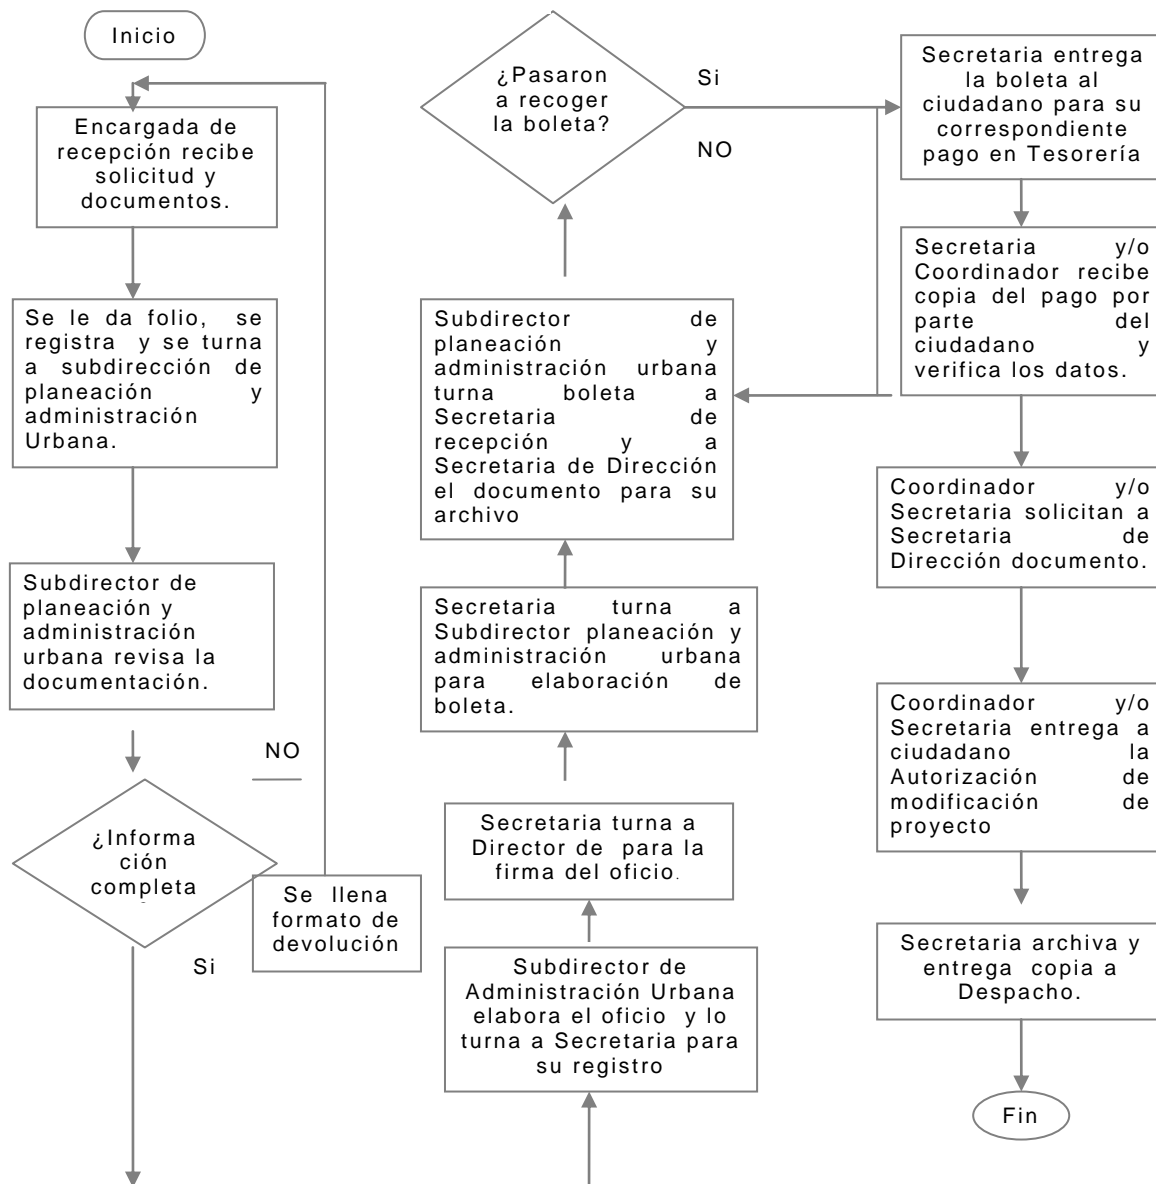 Inicio
Encargada de
recepción recibe
solicitud y
documentos.
Se le da folio, se
registra y se turna
a subdirección de
planeación y
administración
Urbana.
Subdirector de
planeación y
administración
urbana revisa la
documentación.
NO
¿Informa
ción
completa
Si
Se llena
formato de
devolución
¿Pasaron
a recoger
la boleta?
Si
NO
Subdirector de
planeación y
administración urbana
turna boleta a
Secretaria de
recepción y a
Secretaria de Dirección
el documento para su
archivo
Secretaria turna a
Subdirector planeación y
administración urbana
para elaboración de
boleta.
Secretaria turna a
Director de para la
firma del oficio.
Subdirector de
Administración Urbana
elabora el oficio y lo
turna a Secretaria para
su registro
Secretaria entrega
la boleta al
ciudadano para su
correspondiente
pago en Tesorería
Secretaria y/o
Coordinador recibe
copia del pago por
parte del
ciudadano y
verifica los datos.
Coordinador y/o
Secretaria solicitan a
Secretaria de
Dirección documento.
Coordinador y/o
Secretaria entrega a
ciudadano la
Autorización de
modificación de
proyecto
Secretaria archiva y
entrega copia a
Despacho.
Fin